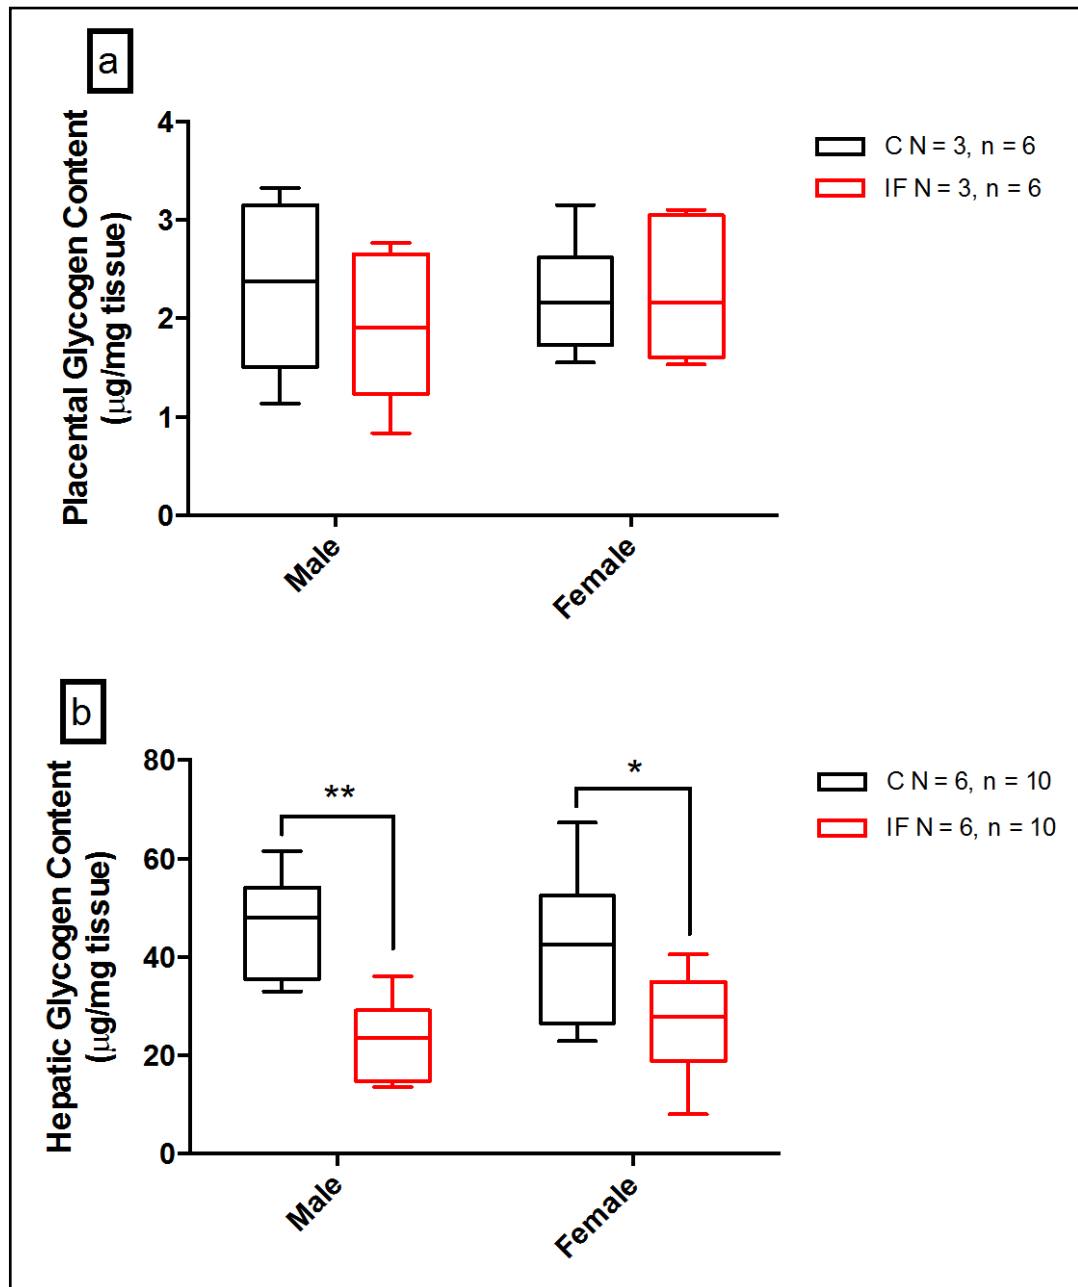 a
Placental Glycogen Content
(µg/mg tissue)
4
3
2
1
0
Male
Female
C N = 3, n = 6
IF N = 3, n = 6
b
Hepatic Glycogen Content
(µg/mg tissue)
80
60
40
20
0
**
*
Male
Female
C N = 6, n = 10
IF N = 6, n = 10